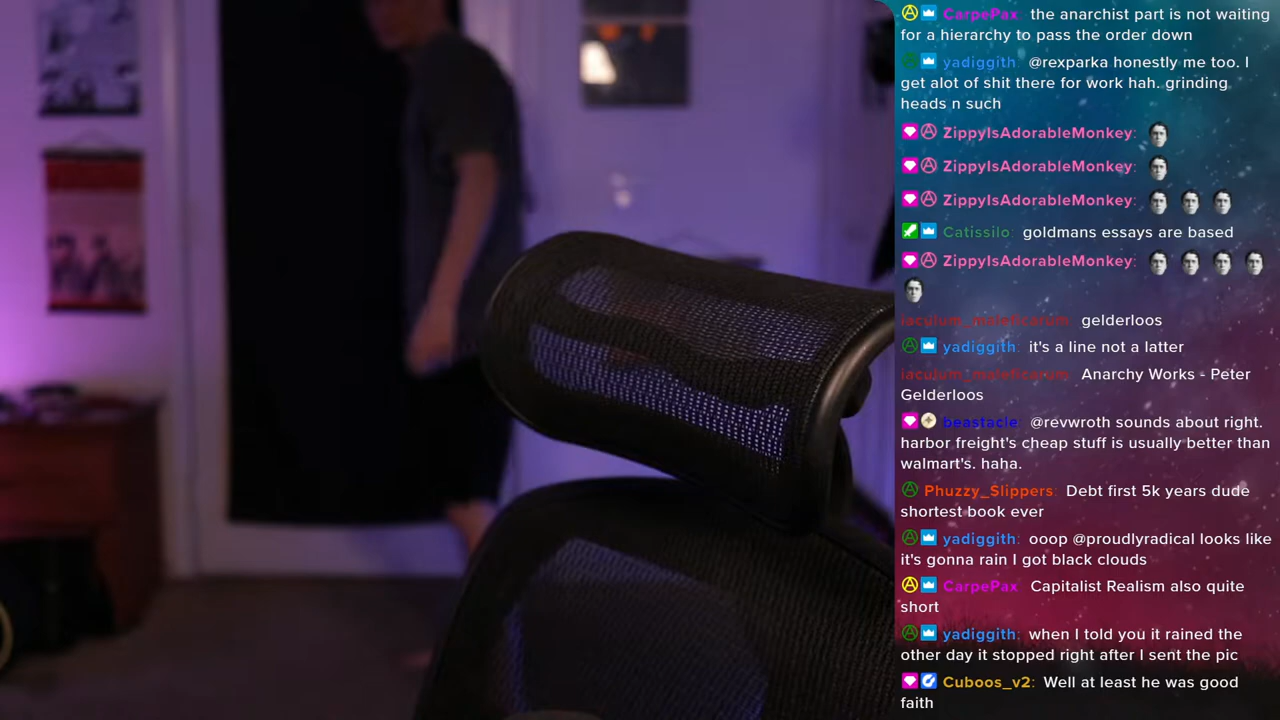 CarpePax the anarchist part is not waiting
for a hierarchy to pass the order down
yadiggith: @rexparka honestly me too. I
get alot of shit there for work hah. grinding
heads n such
ZippyIsAdorableMonkey:
ZippyIsAdorableMonkey:
ZippyIsAdorableMonkey:
Catissilo: goldmans essays are based
ZippyIsAdorableMonkey:
iaculum_maleficarum gelderloos
yadiggith: it's a line not a latter
iaculum_maleficarum Anarchy Works - Peter
Gelderloos
beastacle: @revwroth sounds about right.
harbor freight's cheap stuff is usually better than
walmart's. haha.
Phuzzy_Slippers: Debt first 5k years dude
shortest book ever
yadiggith: ooop @proudlyradical looks like
it's gonna rain I got black clouds
CarpePax Capitalist Realism also quite
short
yadiggith: when I told you it rained the
other day it stopped right after I sent the pic
Cuboos_v2: Well at least he was good
faith